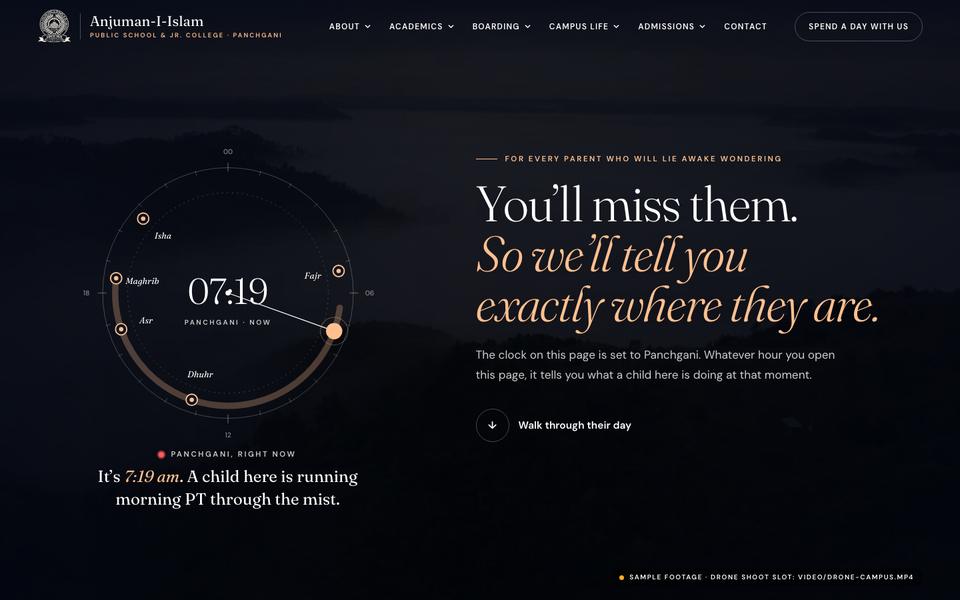 Anjuman-I-Islam
PUBLIC SCHOOL & JR. COLLEGE · PANCHGANI
ABOUT
ACADEMICS
BOARDING
CAMPUS LIFE
ADMISSIONS
CONTACT
SPEND A DAY WITH US
00
Isha
Fajr
Maghrib
18
06
07:19
PANCHGANI · NOW
Asr
Dhuhr
12
PANCHGANI, RIGHT NOW
It’s 7:19 am. A child here is running
morning PT through the mist.
FOR EVERY PARENT WHO WILL LIE AWAKE WONDERING
You’ll miss them.
So we’ll tell you
exactly where they are.
The clock on this page is set to Panchgani. Whatever hour you open
this page, it tells you what a child here is doing at that moment.
Walk through their day
SAMPLE FOOTAGE · DRONE SHOOT SLOT: VIDEO/DRONE-CAMPUS.MP4